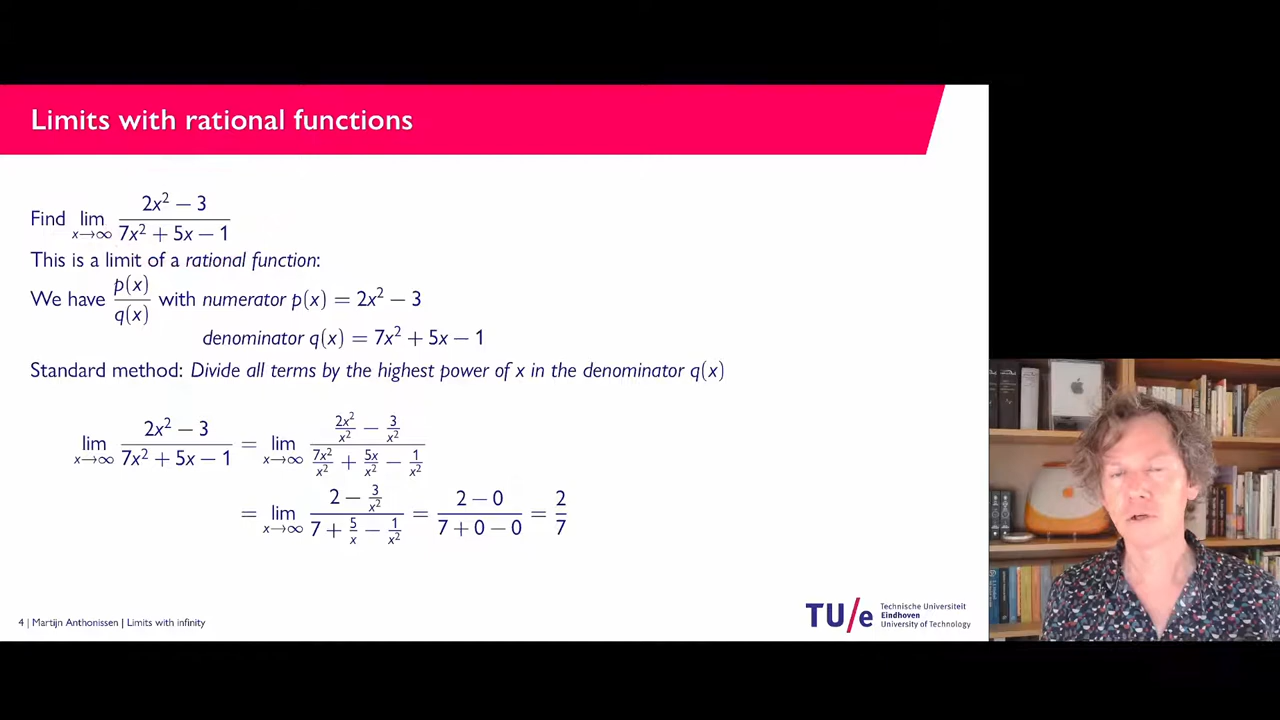 Limits with rational functions
Find lim x→∞ (2x² − 3)/(7x² + 5x − 1)
This is a limit of a rational function:
We have p(x)/q(x) with numerator p(x) = 2x² − 3
denominator q(x) = 7x² + 5x − 1
Standard method: Divide all terms by the highest power of x in the denominator q(x)
lim x→∞ (2x² − 3)/(7x² + 5x − 1) = lim x→∞ (2x²/x² − 3/x²)/(7x²/x² + 5x/x² − 1/x²)
= lim x→∞ (2 − 3/x²)/(7 + 5/x − 1/x²) = (2 − 0)/(7 + 0 − 0) = 2/7
4 | Martijn Anthonissen | Limits with infinity
TU/e
Technische Universiteit
Eindhoven
University of Technology